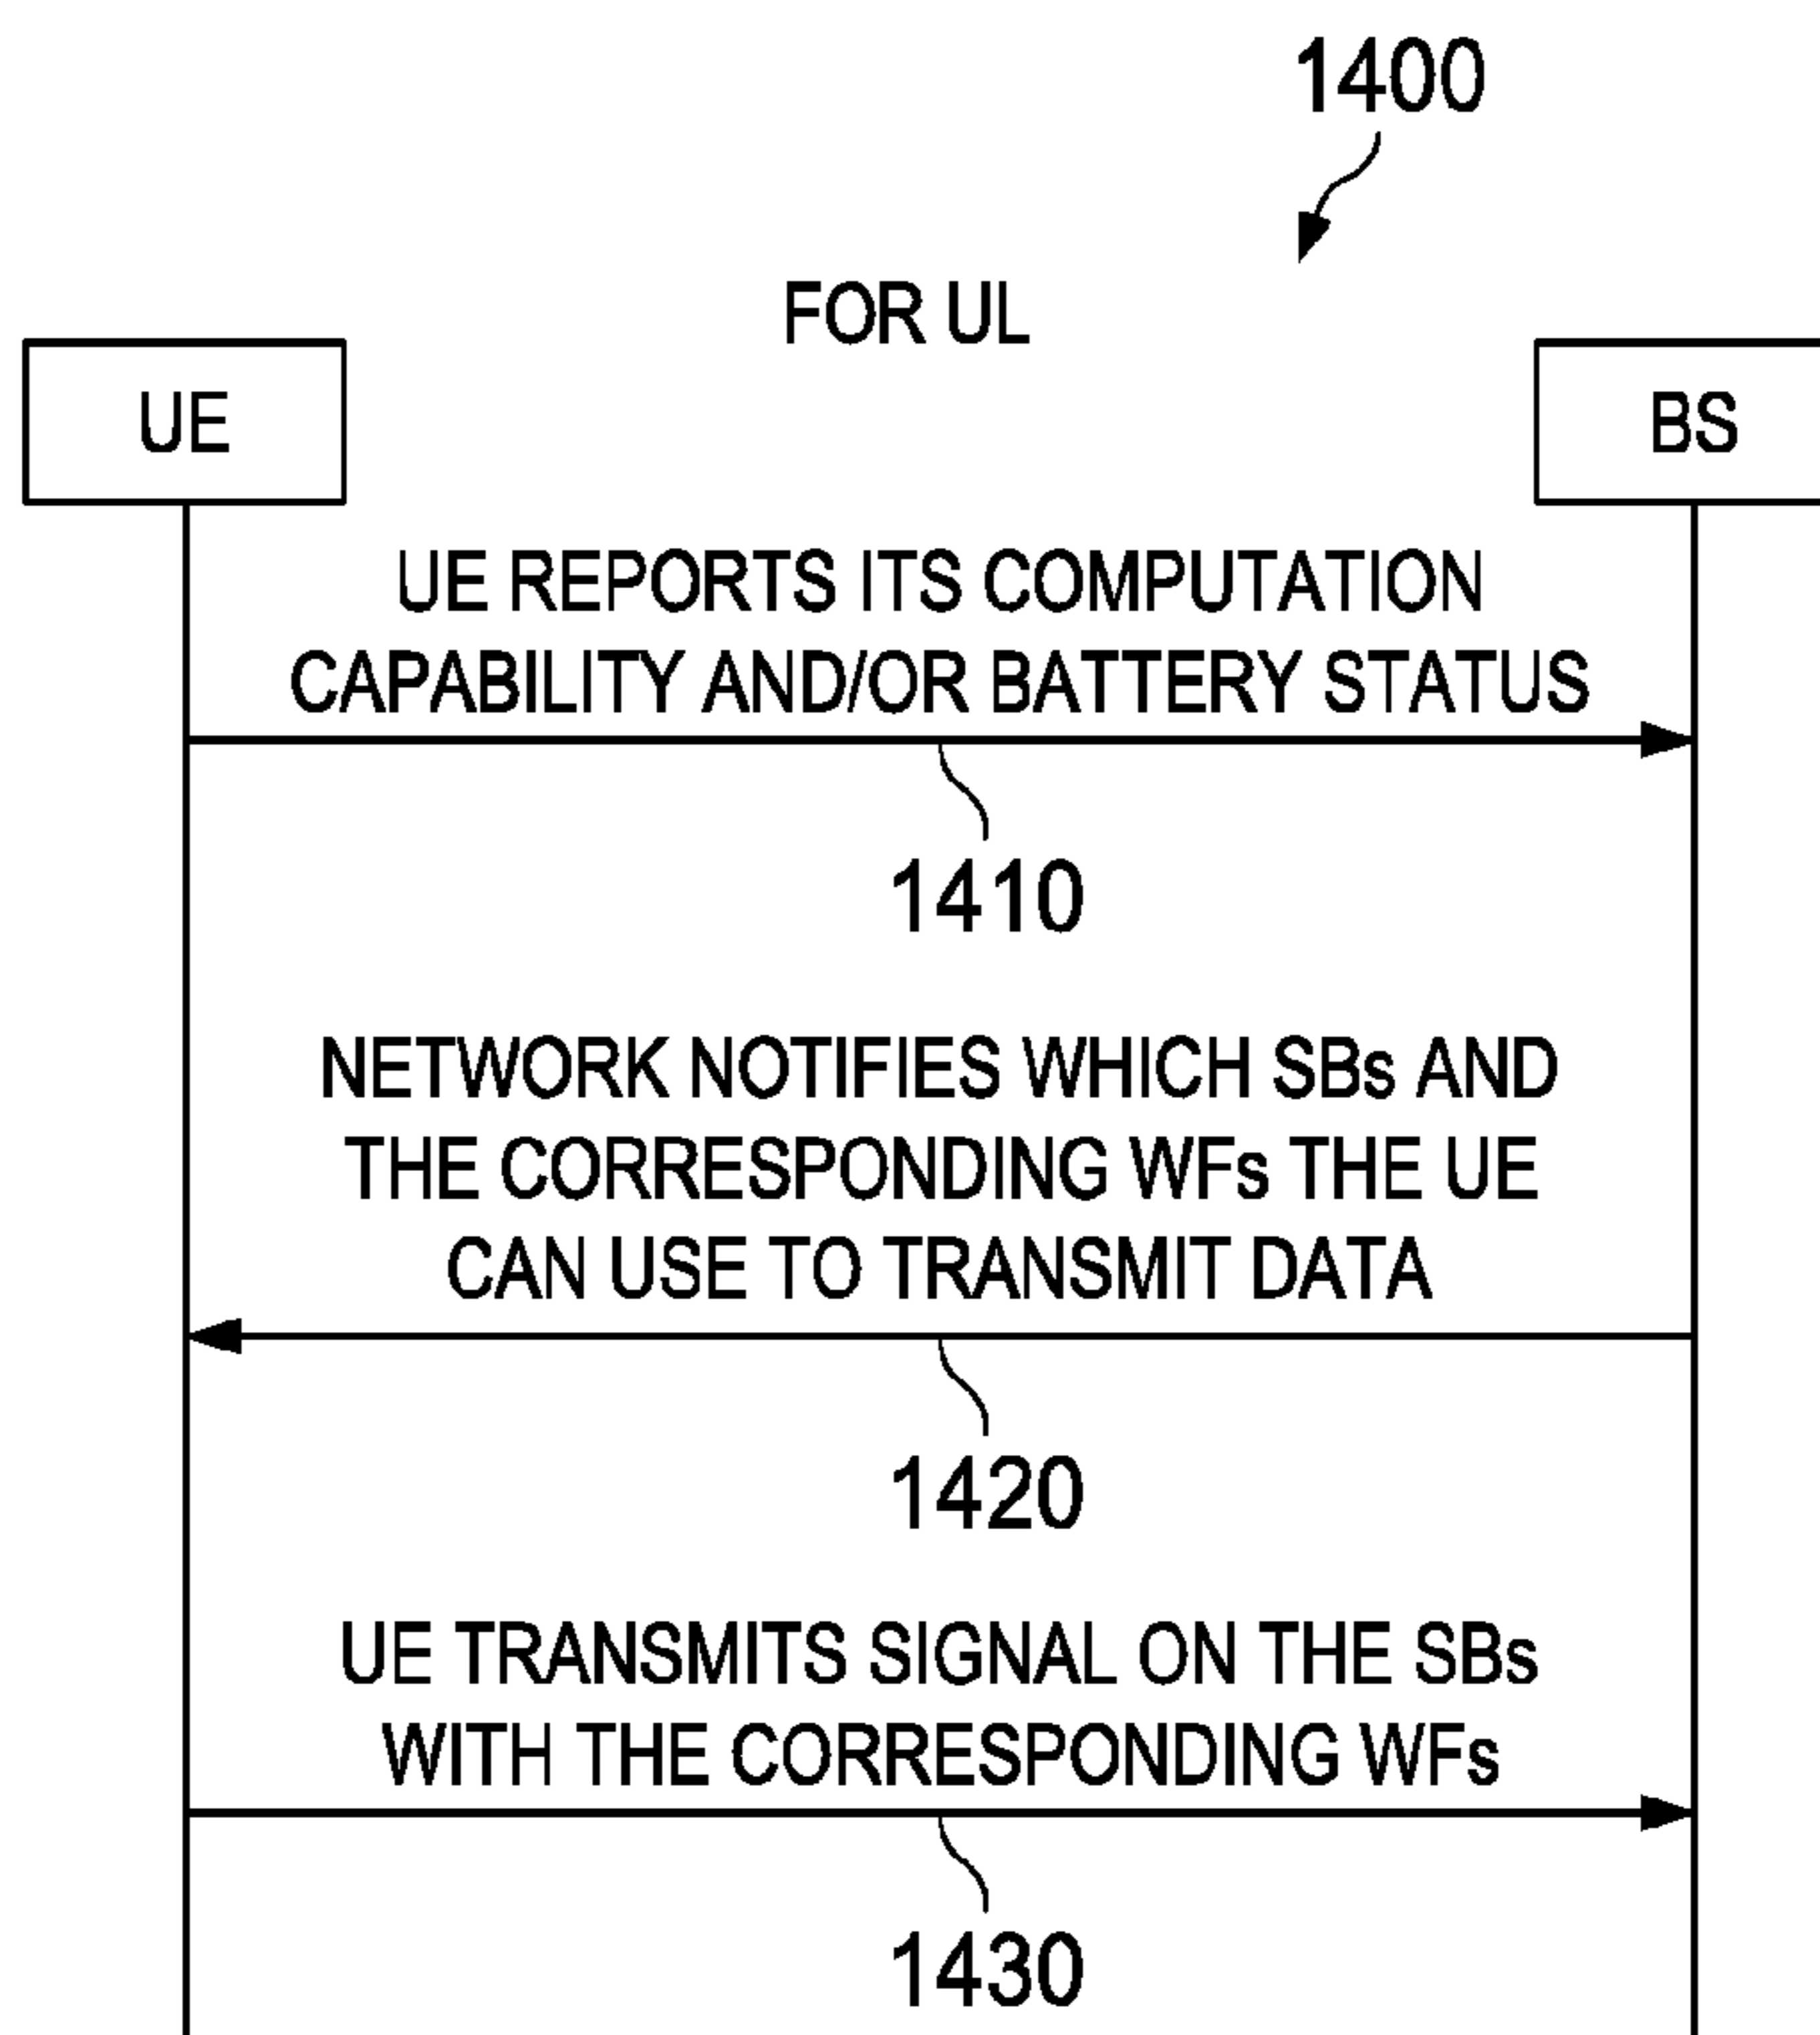 1400
FOR UL
UE
BS
UE REPORTS ITS COMPUTATION
CAPABILITY AND/OR BATTERY STATUS
1410
NETWORK NOTIFIES WHICH SBs AND
THE CORRESPONDING WFs THE UE
CAN USE TO TRANSMIT DATA
1420
UE TRANSMITS SIGNAL ON THE SBs
WITH THE CORRESPONDING WFs
1430